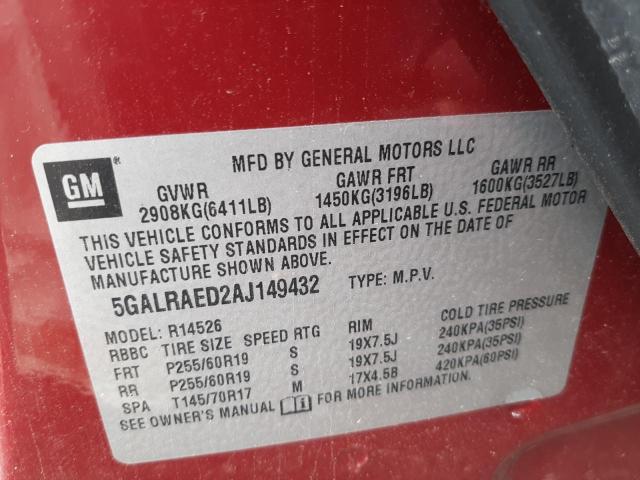 GM®
MFD BY GENERAL MOTORS LLC
GVWR GAWR FRT GAWR RR
2908KG(6411LB) 1450KG(3196LB) 1600KG(3527LB)
THIS VEHICLE CONFORMS TO ALL APPLICABLE U.S. FEDERAL MOTOR
VEHICLE SAFETY STANDARDS IN EFFECT ON THE DATE OF
MANUFACTURE SHOWN ABOVE.
5GALRAED2AJ149432 TYPE: M.P.V.
MODEL: R14526
RBBC TIRE SIZE SPEED RTG RIM COLD TIRE PRESSURE
FRT P255/60R19 S 19X7.5J 240KPA(35PSI)
RR P255/60R19 S 19X7.5J 240KPA(35PSI)
SPA T145/70R17 M 17X4.5B 420KPA(60PSI)
SEE OWNER'S MANUAL FOR MORE INFORMATION.